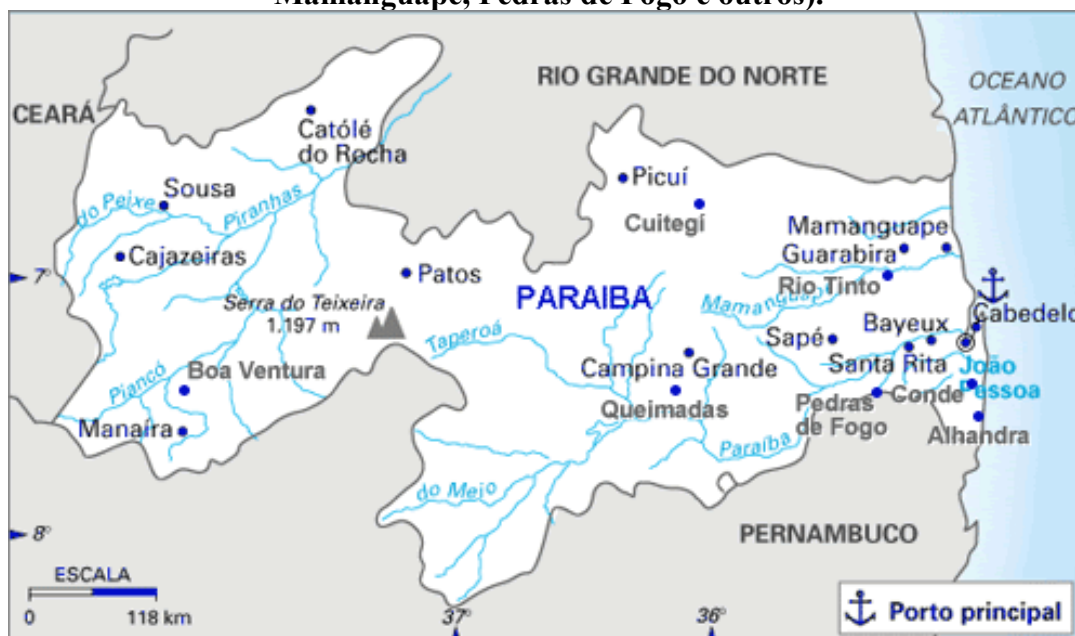 Mamanguape, Pedras de Fogo e outros).
RIO GRANDE DO NORTE
OCEANO
ATLÂNTICO
CEARÁ
Católé
do Rocha
Picuí
Sousa
do Peixe
Piranhas
Cuitegí
Mamanguape
Cajazeiras
Guarabira
7°
Patos
Rio Tinto
Serra do Teixeira
1.197 m
PARAIBA
Mamanguape
Cabedelo
Taperoá
Sapé
Bayeux
Boa Ventura
Campina Grande
Santa Rita
João
Pessoa
Piancó
Queimadas
Pedras
de Fogo
Conde
Manaíra
Paraíba
Alhandra
do Meio
8°
PERNAMBUCO
ESCALA
0 118 km
37°
36°
Porto principal